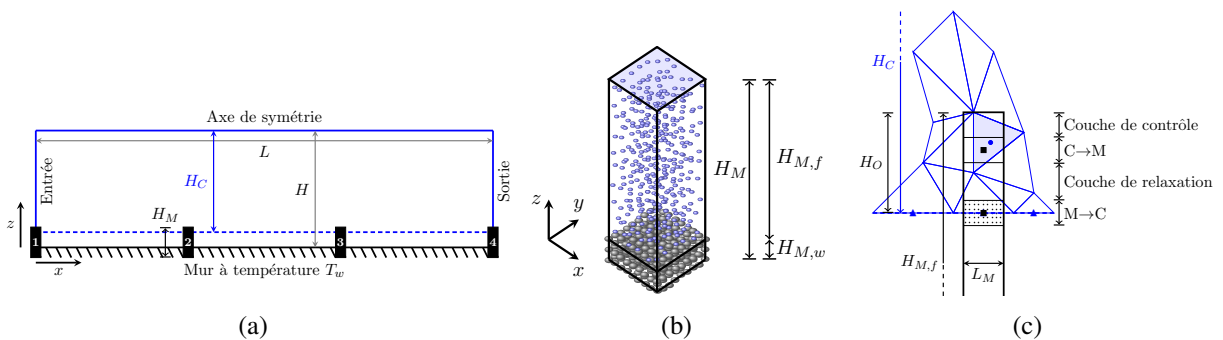 Axe de symétrie
L
Entrée
H_C
H
Sortie
H_M
z
1
2
3
4
x
Mur à température T_w
(a)
H_M
H_{M,f}
H_{M,w}
z
y
x
(b)
H_C
H_O
H_{M,f}
L_M
Couche de contrôle
C→M
Couche de relaxation
M→C
(c)